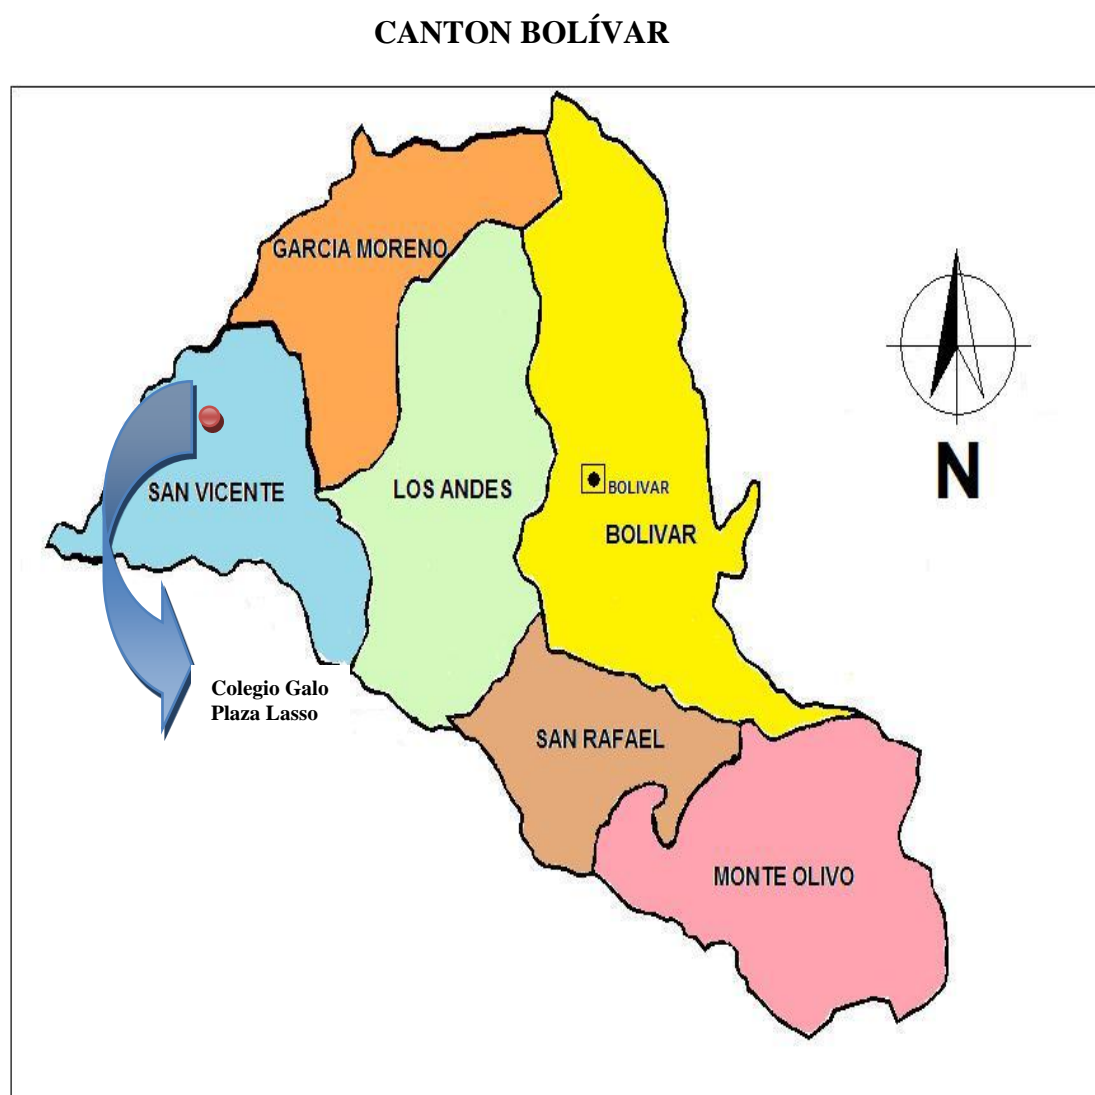 CANTON BOLÍVAR
GARCIA MORENO
SAN VICENTE
LOS ANDES
BOLIVAR
BOLIVAR
N
Colegio Galo
Plaza Lasso
SAN RAFAEL
MONTE OLIVO